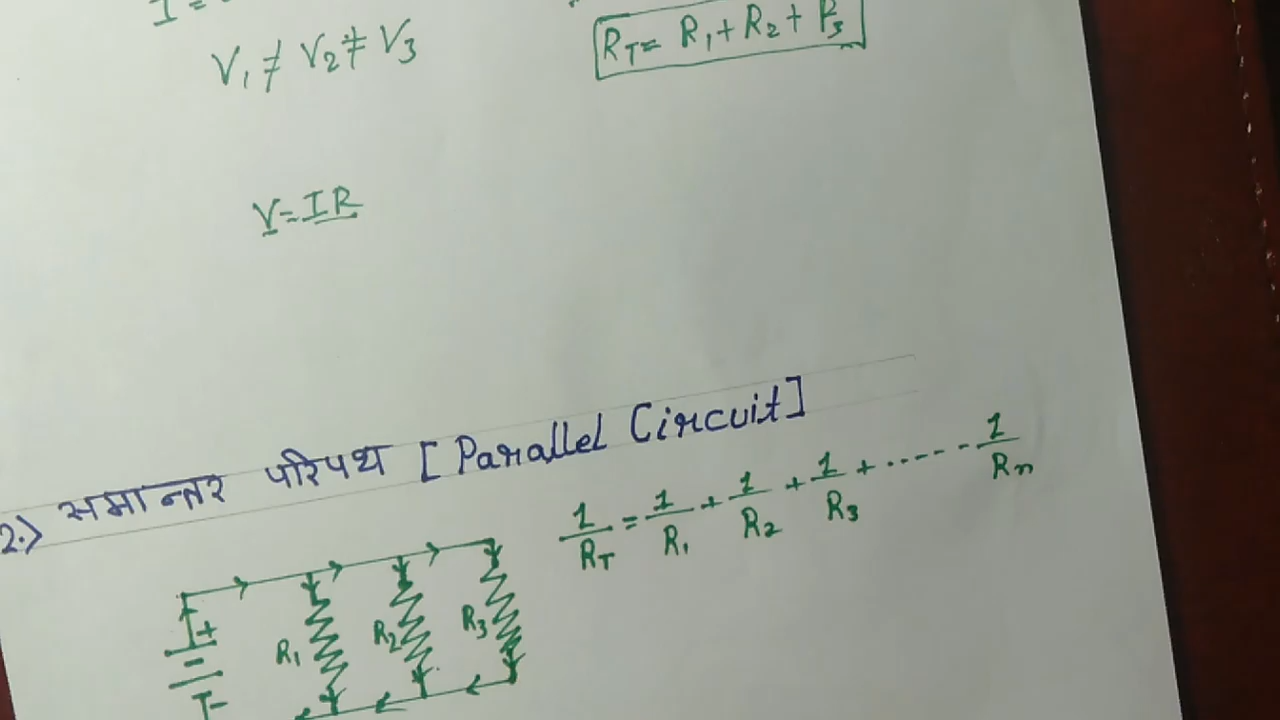 I =
V₁ ≠ V₂ ≠ V₃
R_T = R₁ + R₂ + R₃
V = IR
2.) समान्तर परिपथ [Parallel Circuit]
1/R_T = 1/R₁ + 1/R₂ + 1/R₃ + ...... 1/Rₙ
+
R₁ R₂ R₃
-